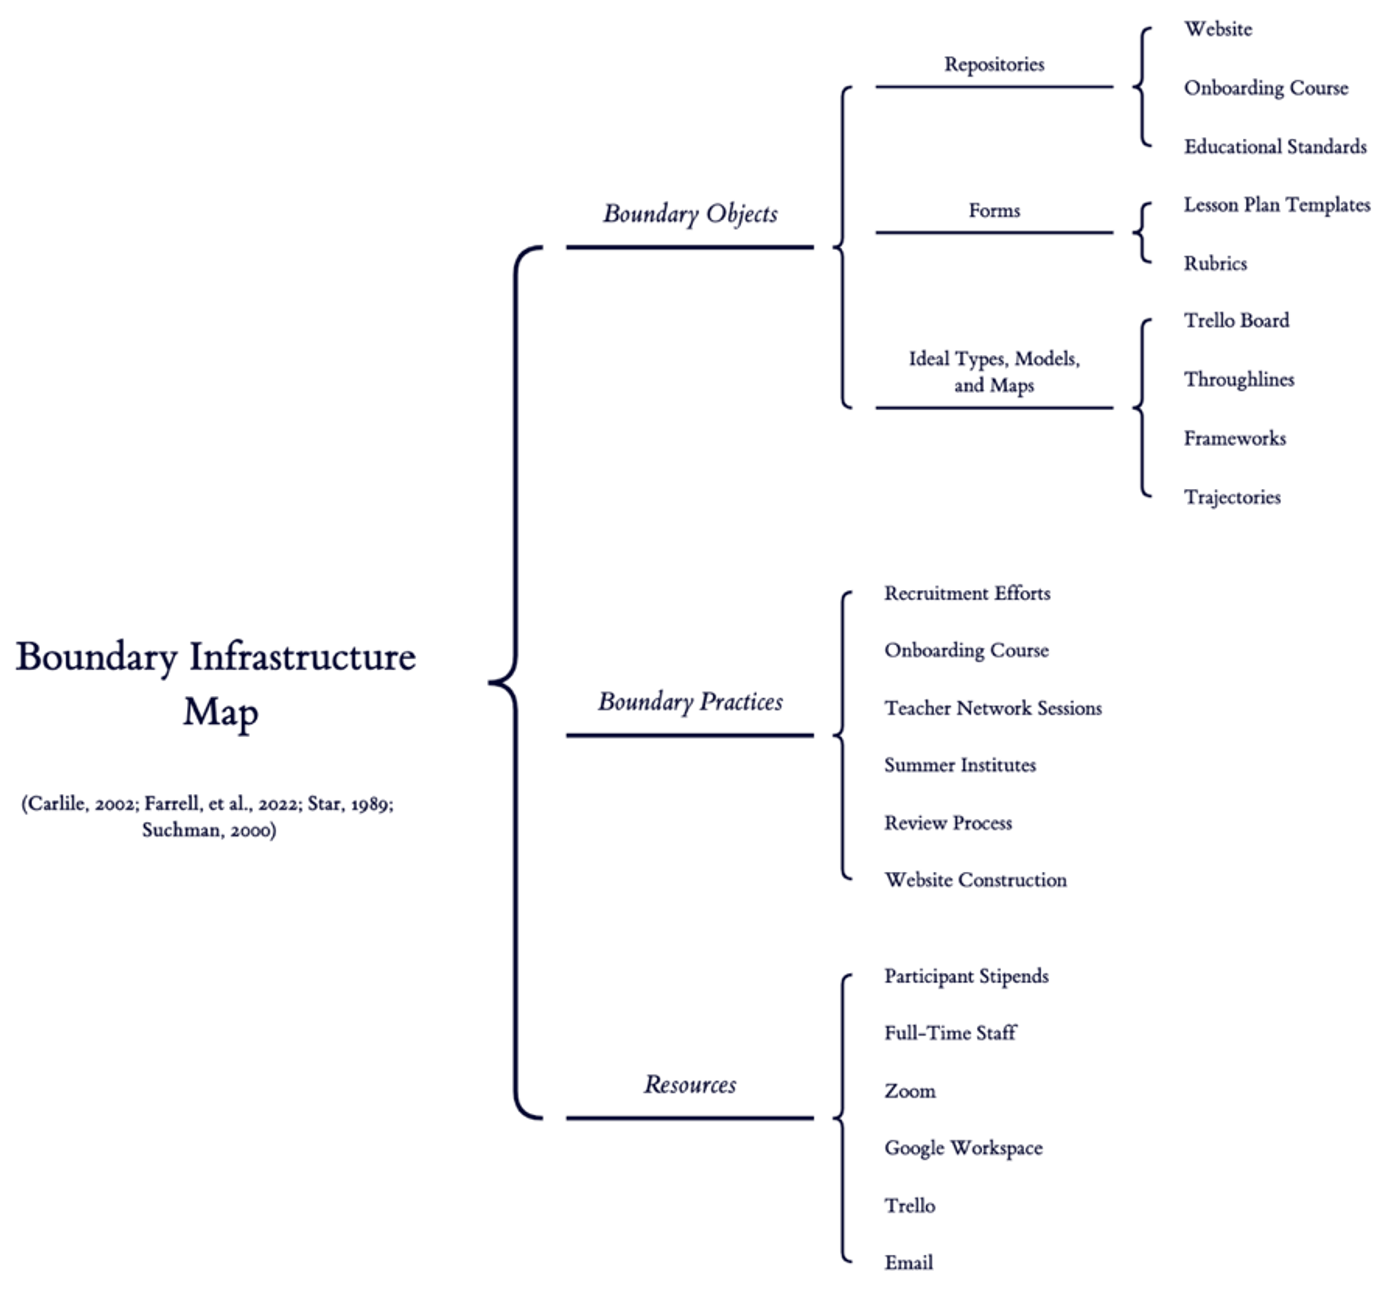 Boundary Infrastructure
Map
(Carlile, 2002; Farrell, et al., 2022; Star, 1989;
Suchman, 2000)
Boundary Objects
Repositories
Website
Onboarding Course
Educational Standards
Forms
Lesson Plan Templates
Rubrics
Ideal Types, Models,
and Maps
Trello Board
Throughlines
Frameworks
Trajectories
Boundary Practices
Recruitment Efforts
Onboarding Course
Teacher Network Sessions
Summer Institutes
Review Process
Website Construction
Resources
Participant Stipends
Full-Time Staff
Zoom
Google Workspace
Trello
Email